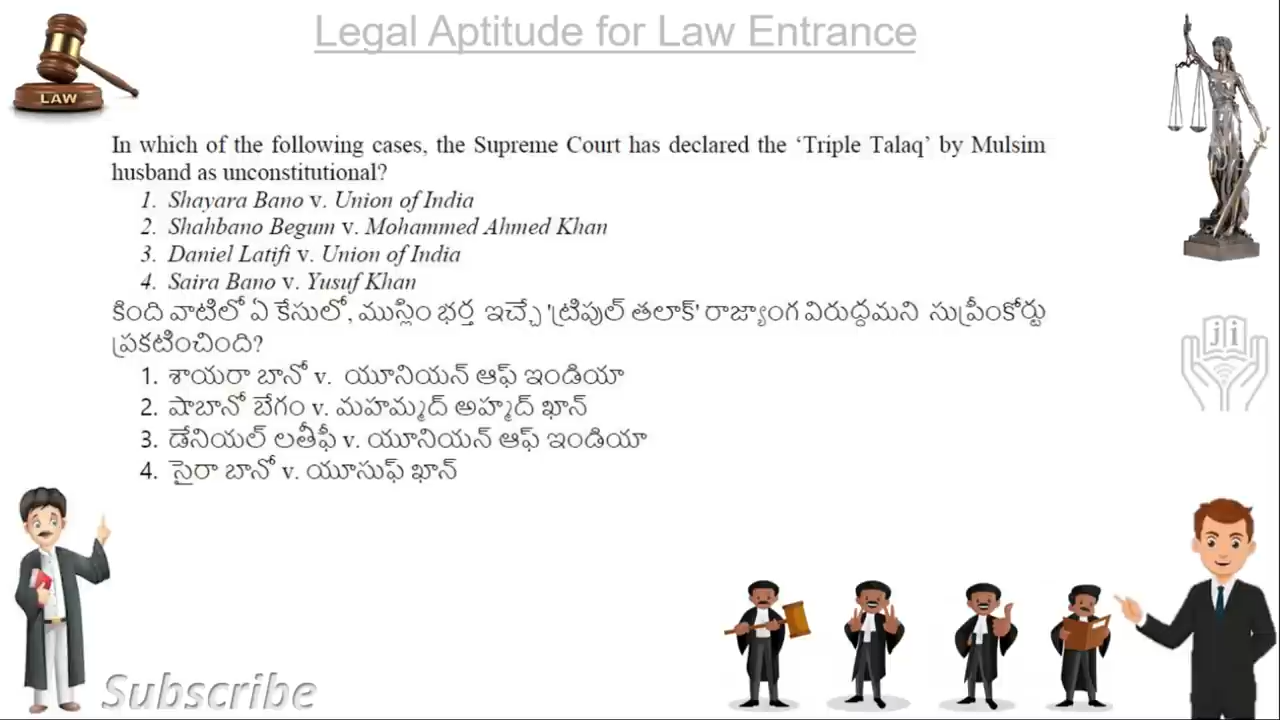 Legal Aptitude for Law Entrance
LAW
In which of the following cases, the Supreme Court has declared the ‘Triple Talaq’ by Mulsim
husband as unconstitutional?
1. Shayara Bano v. Union of India
2. Shahbano Begum v. Mohammed Ahmed Khan
3. Daniel Latifi v. Union of India
4. Saira Bano v. Yusuf Khan
కింది వాటిలో ఏ కేసులో, ముస్లిం భర్త ఇచ్చే 'ట్రిపుల్ తలాక్' రాజ్యాంగ విరుద్ధమని సుప్రీంకోర్టు
ప్రకటించింది?
1. శాయరా బానో v. యూనియన్ ఆఫ్ ఇండియా
2. షాబానో బేగం v. మహమ్మద్ అహ్మద్ ఖాన్
3. డేనియల్ లతీఫీ v. యూనియన్ ఆఫ్ ఇండియా
4. సైరా బానో v. యూసుఫ్ ఖాన్
ji
Subscribe